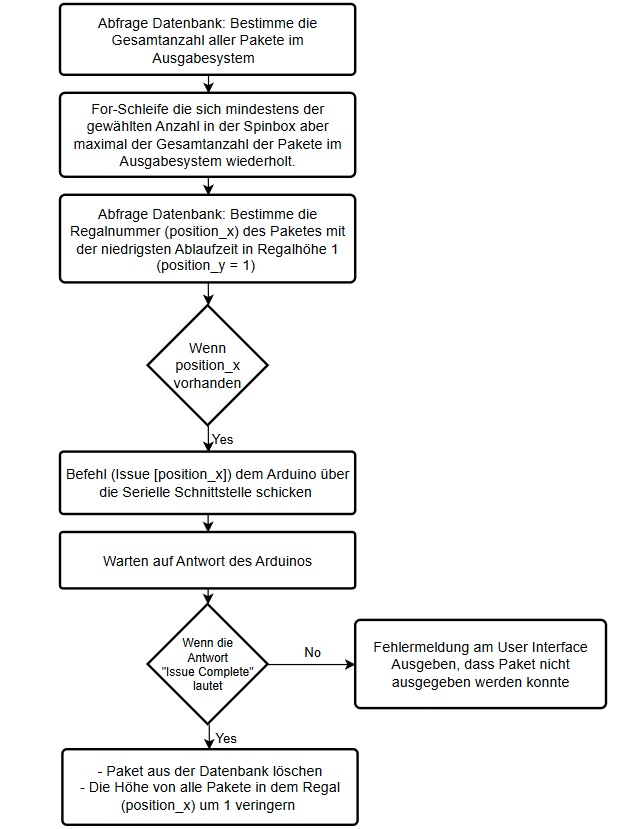 Abfrage Datenbank: Bestimme die
Gesamtanzahl aller Pakete im
Ausgabesystem
For-Schleife die sich mindestens der
gewählten Anzahl in der Spinbox aber
maximal der Gesamtanzahl der Pakete im
Ausgabesystem wiederholt.
Abfrage Datenbank: Bestimme die
Regalnummer (position_x) des Paketes mit
der niedrigsten Ablaufzeit in Regalhöhe 1
(position_y = 1)
Wenn
position_x
vorhanden
Yes
Befehl (Issue [position_x]) dem Arduino über
die Serielle Schnittstelle schicken
Warten auf Antwort des Arduinos
Wenn die
Antwort
"Issue Complete"
lautet
No
Fehlermeldung am User Interface
Ausgeben, dass Paket nicht
ausgegeben werden konnte
Yes
- Paket aus der Datenbank löschen
- Die Höhe von alle Pakete in dem Regal
(position_x) um 1 veringern